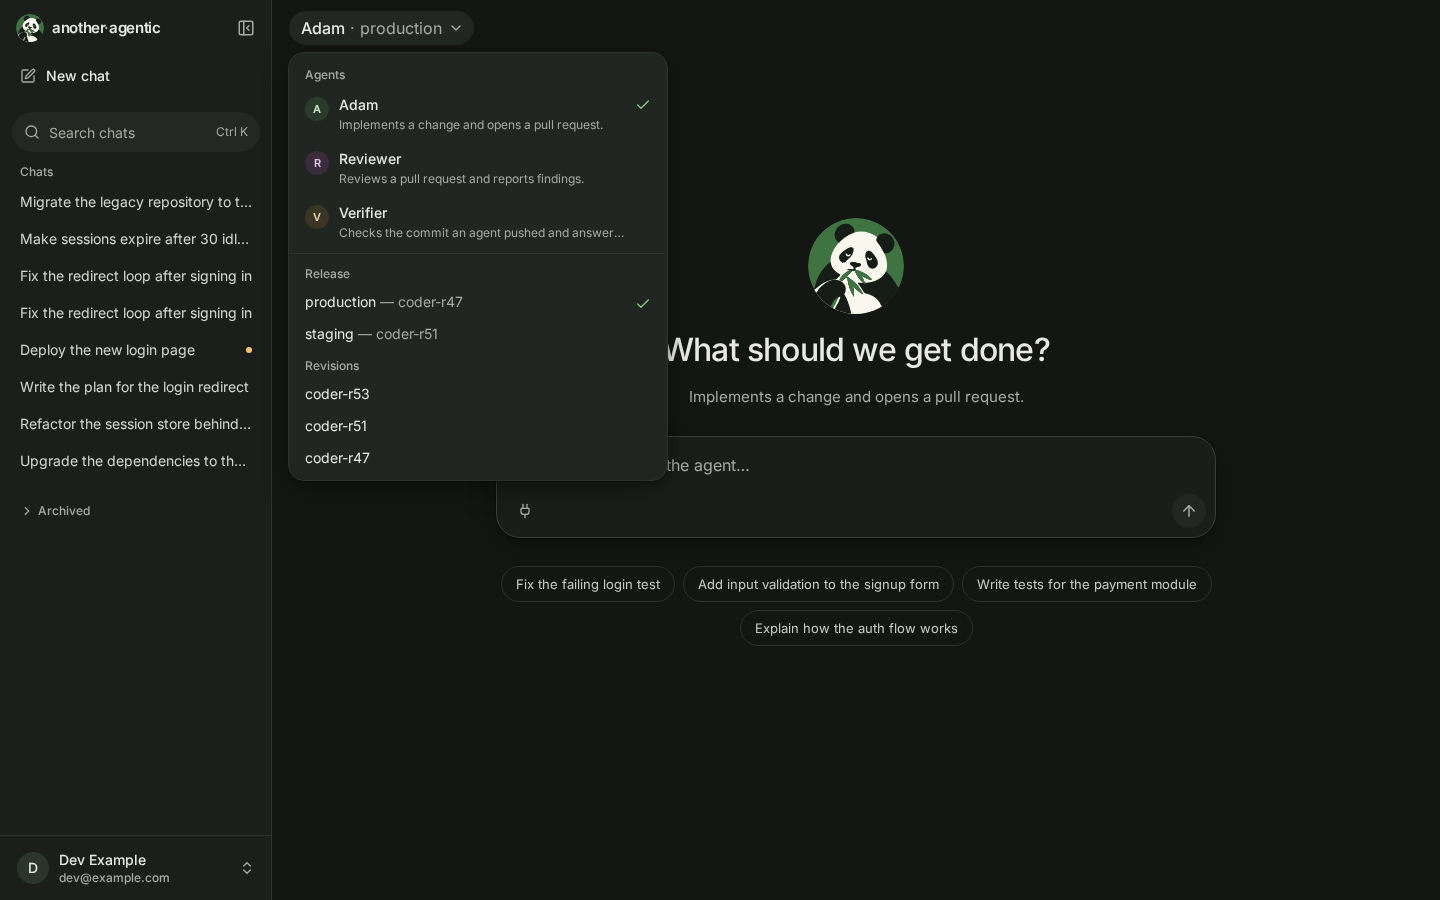 another·agentic
New chat
Search chats Ctrl K
Chats
Migrate the legacy repository to t...
Make sessions expire after 30 idl...
Fix the redirect loop after signing in
Fix the redirect loop after signing in
Deploy the new login page
Write the plan for the login redirect
Refactor the session store behind...
Upgrade the dependencies to th...
Archived
D
Dev Example
dev@example.com
Adam · production
Agents
A
Adam
Implements a change and opens a pull request.
R
Reviewer
Reviews a pull request and reports findings.
V
Verifier
Checks the commit an agent pushed and answer...
Release
production — coder-r47
staging — coder-r51
Revisions
coder-r53
coder-r51
coder-r47
What should we get done?
Implements a change and opens a pull request.
the agent...
Fix the failing login test
Add input validation to the signup form
Write tests for the payment module
Explain how the auth flow works